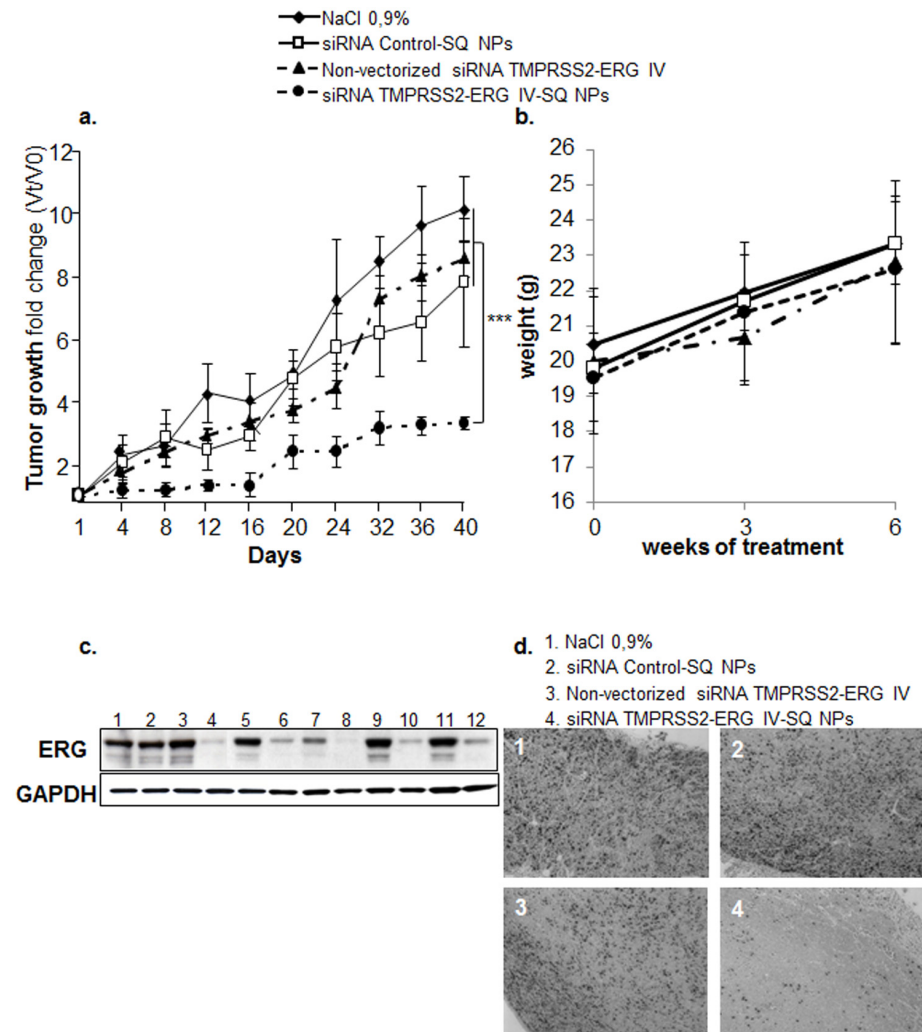 NaCl 0,9%
siRNA Control-SQ NPs
Non-vectorized siRNA TMPRSS2-ERG IV
siRNA TMPRSS2-ERG IV-SQ NPs
a.
Tumor growth fold change (Vt/V0)
12
10
8
6
4
2
1 4 8 12 16 20 24 32 36 40
Days
***
b.
weight (g)
26
25
24
23
22
21
20
19
18
17
16
0 3 6
weeks of treatment
c.
1 2 3 4 5 6 7 8 9 10 11 12
ERG
GAPDH
d.
1. NaCl 0,9%
2. siRNA Control-SQ NPs
3. Non-vectorized siRNA TMPRSS2-ERG IV
4. siRNA TMPRSS2-ERG IV-SQ NPs
1
2
3
4